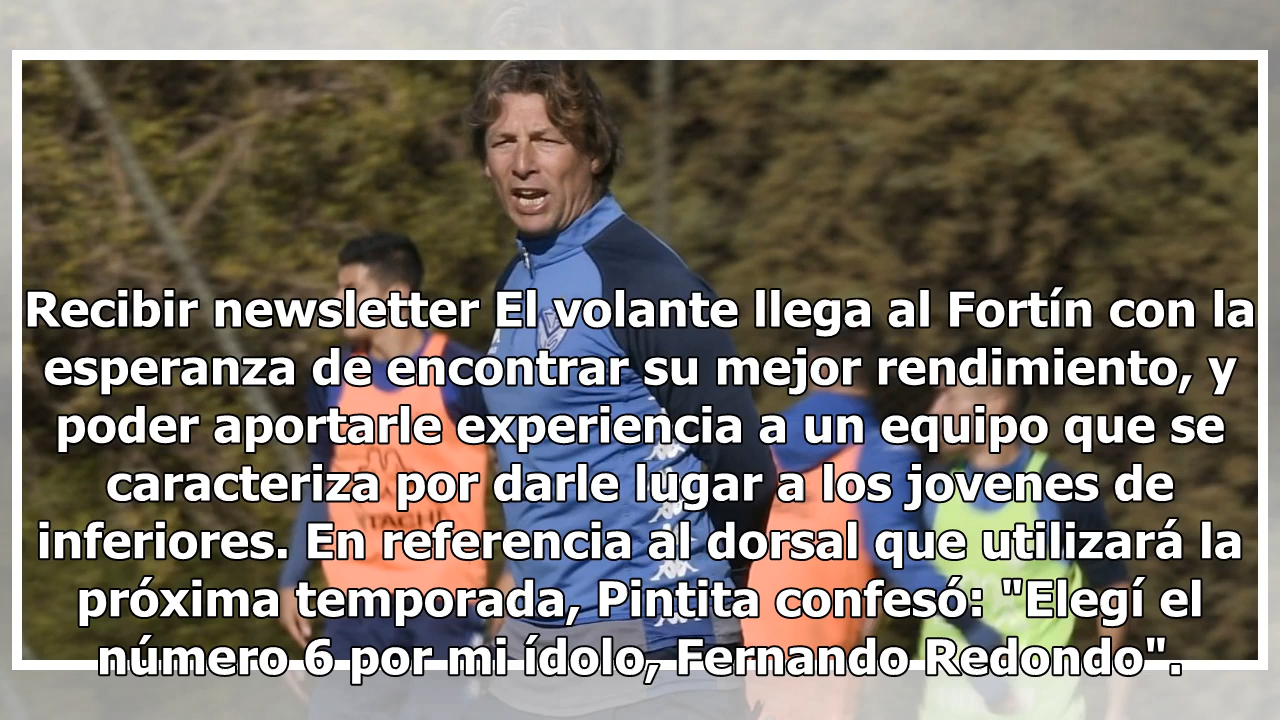 Recibir newsletter El volante llega al Fortín con la
esperanza de encontrar su mejor rendimiento, y
poder aportarle experiencia a un equipo que se
caracteriza por darle lugar a los jovenes de
inferiores. En referencia al dorsal que utilizará la
próxima temporada, Pintita confesó: "Elegí el
número 6 por mi ídolo, Fernando Redondo".